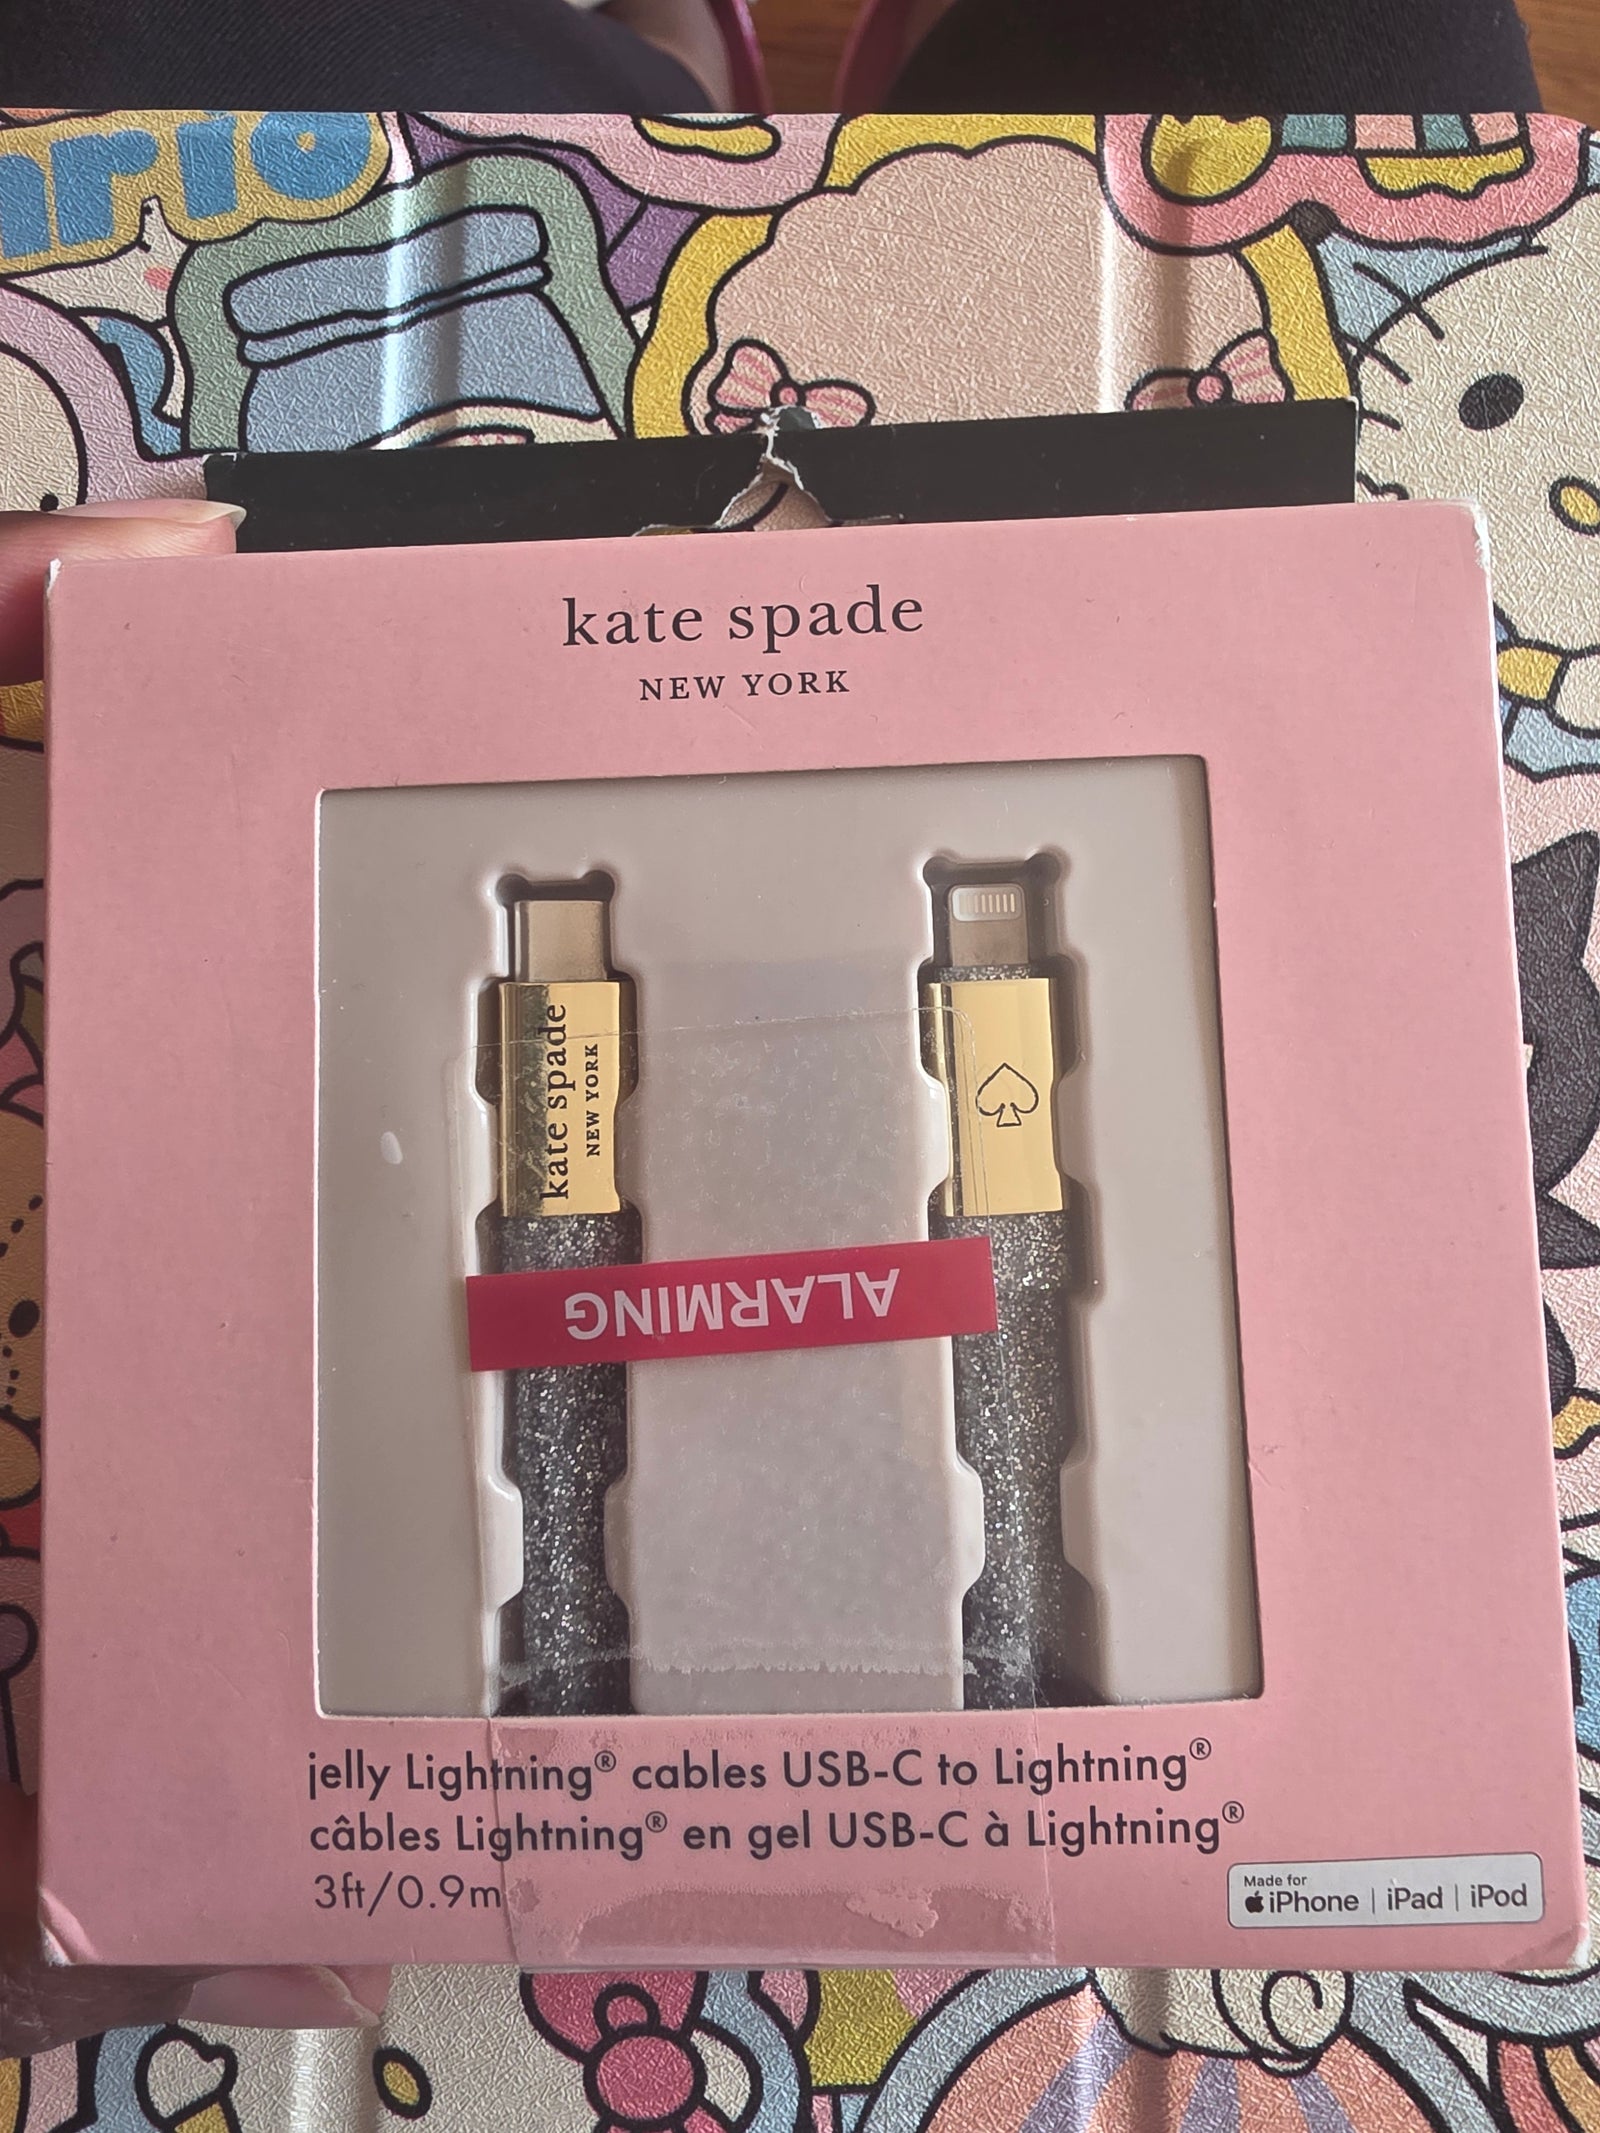 ario
kate spade
NEW YORK
kate spade
NEW YORK
ALARMING
jelly Lightning® cables USB-C to Lightning®
câbles Lightning® en gel USB-C à Lightning®
3ft/0.9m
Made for
iPhone | iPad | iPod